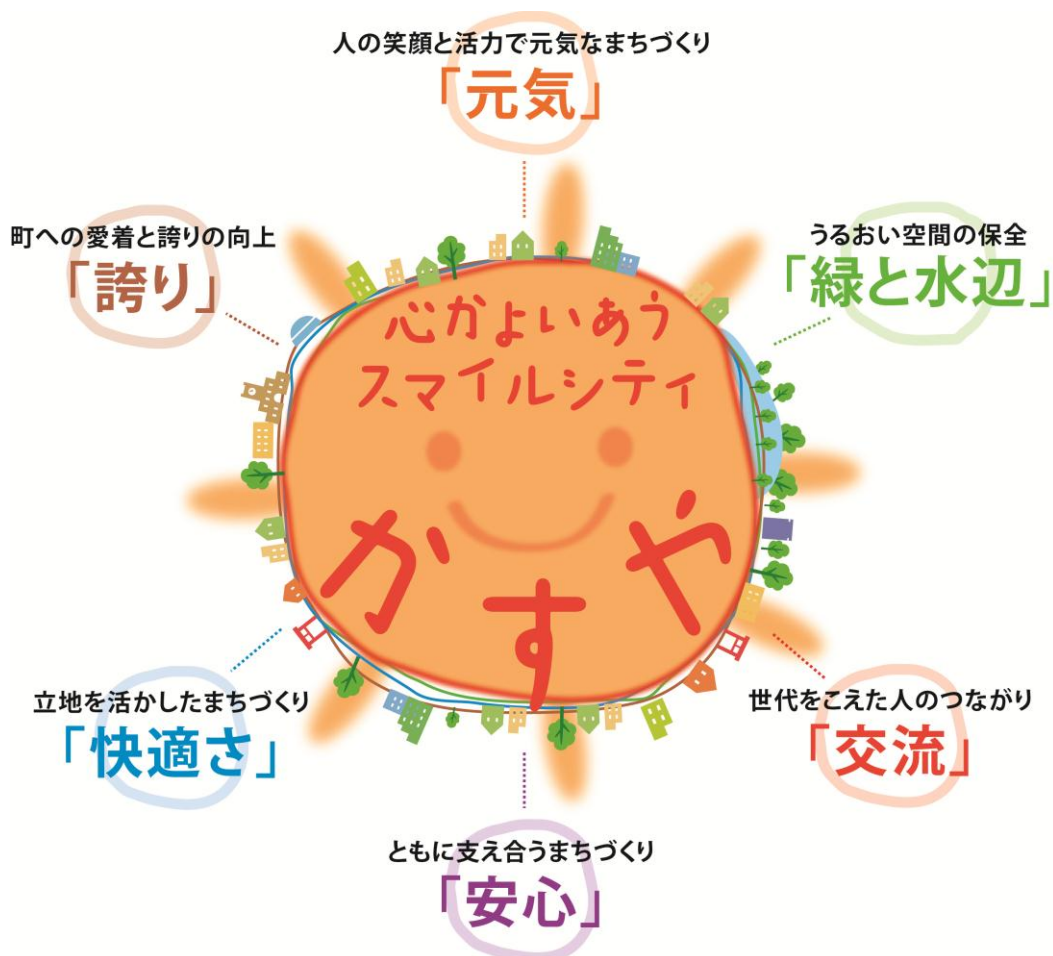 人の笑顔と活力で元気なまちづくり
「元気」
町への愛着と誇りの向上
「誇り」
うるおい空間の保全
「緑と水辺」
心かよいあう
スマイルシティ
かすや
立地を活かしたまちづくり
「快適さ」
世代をこえた人のつながり
「交流」
ともに支え合うまちづくり
「安心」